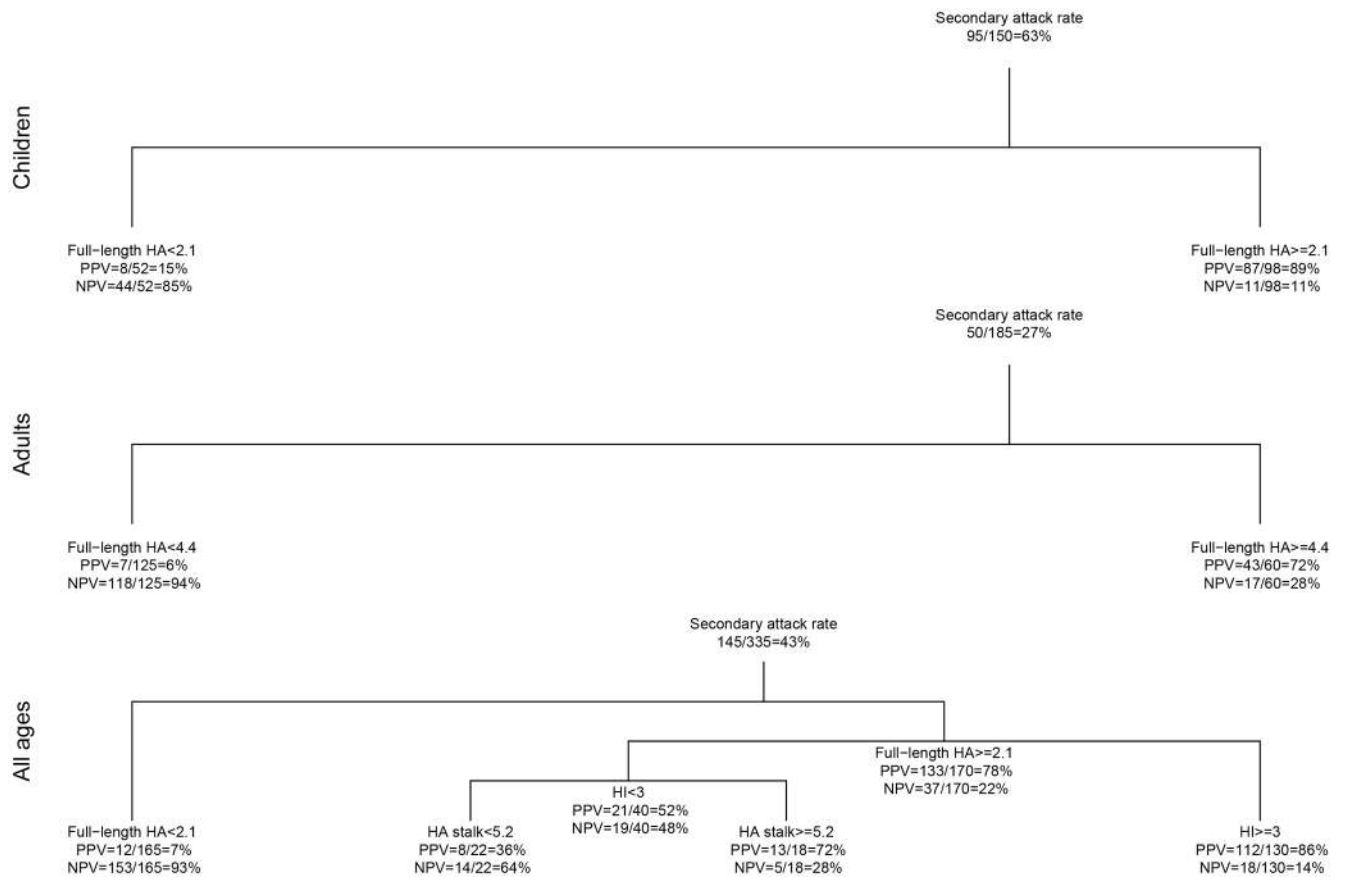 Children
Secondary attack rate
95/150=63%
Full−length HA<2.1
PPV=8/52=15%
NPV=44/52=85%
Full−length HA>=2.1
PPV=87/98=89%
NPV=11/98=11%
Adults
Secondary attack rate
50/185=27%
Full−length HA<4.4
PPV=7/125=6%
NPV=118/125=94%
Full−length HA>=4.4
PPV=43/60=72%
NPV=17/60=28%
All ages
Secondary attack rate
145/335=43%
Full−length HA>=2.1
PPV=133/170=78%
NPV=37/170=22%
HI<3
PPV=21/40=52%
NPV=19/40=48%
Full−length HA<2.1
PPV=12/165=7%
NPV=153/165=93%
HA stalk<5.2
PPV=8/22=36%
NPV=14/22=64%
HA stalk>=5.2
PPV=13/18=72%
NPV=5/18=28%
HI>=3
PPV=112/130=86%
NPV=18/130=14%